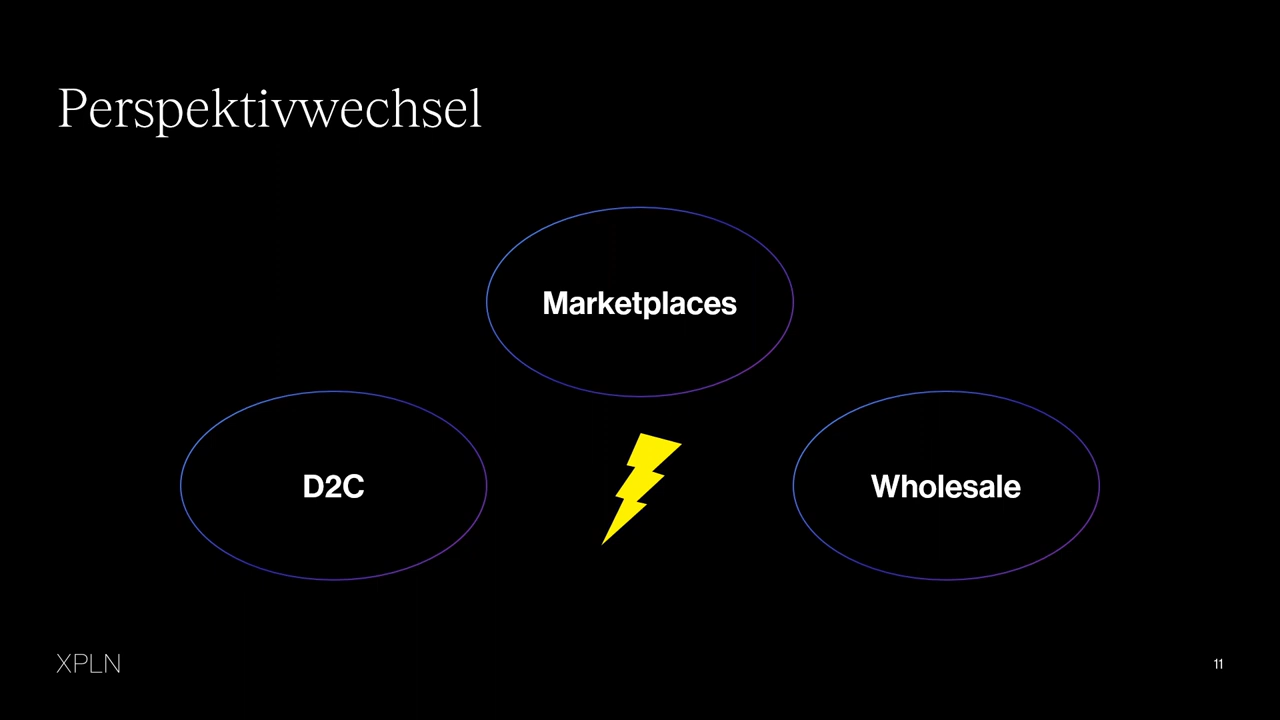 Perspektivwechsel
Marketplaces
D2C
Wholesale
XPLN
11